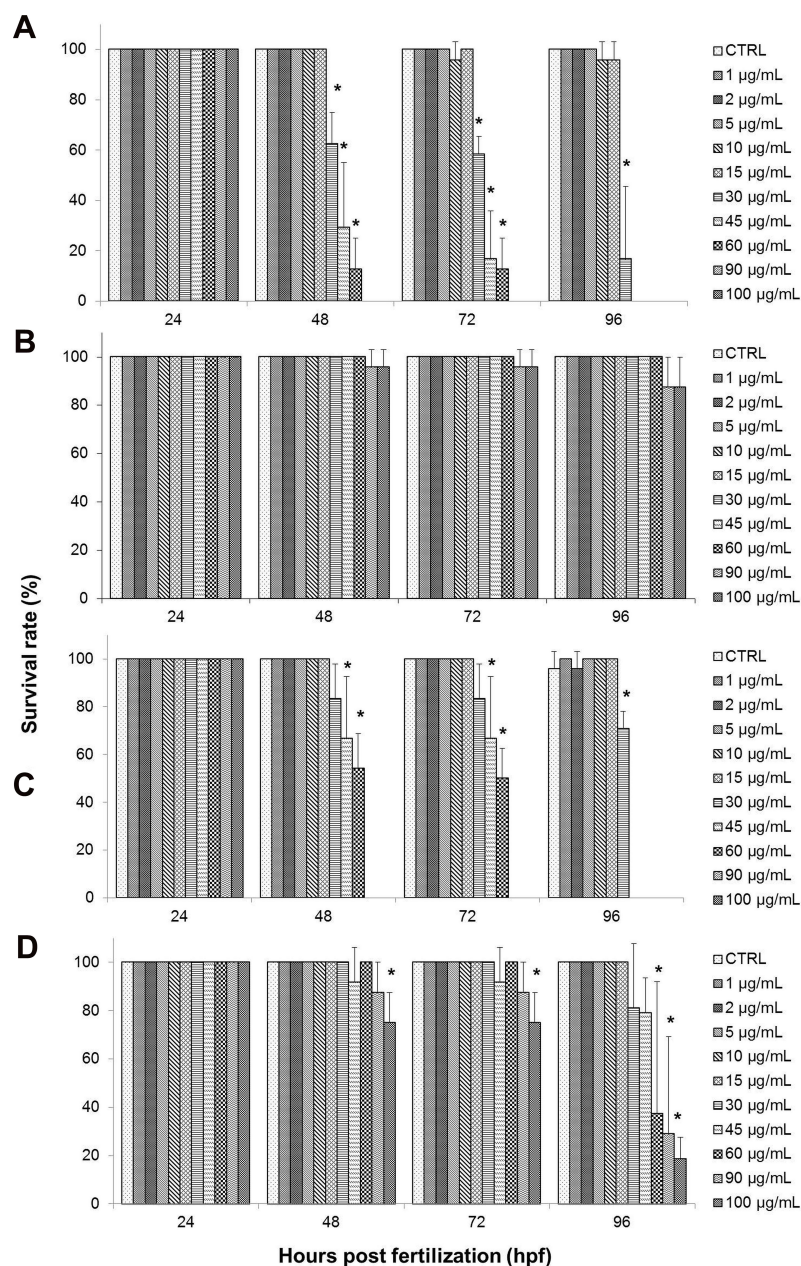 A
100
80
60
40
20
0
* * *
* * *
*
24 48 72 96
CTRL
1 µg/mL
2 µg/mL
5 µg/mL
10 µg/mL
15 µg/mL
30 µg/mL
45 µg/mL
60 µg/mL
90 µg/mL
100 µg/mL
B
100
80
60
40
20
0
24 48 72 96
CTRL
1 µg/mL
2 µg/mL
5 µg/mL
10 µg/mL
15 µg/mL
30 µg/mL
45 µg/mL
60 µg/mL
90 µg/mL
100 µg/mL
Survival rate (%)
C
100
80
60
40
20
0
* *
* *
*
24 48 72 96
CTRL
1 µg/mL
2 µg/mL
5 µg/mL
10 µg/mL
15 µg/mL
30 µg/mL
45 µg/mL
60 µg/mL
90 µg/mL
100 µg/mL
D
100
80
60
40
20
0
*
*
* * *
24 48 72 96
CTRL
1 µg/mL
2 µg/mL
5 µg/mL
10 µg/mL
15 µg/mL
30 µg/mL
45 µg/mL
60 µg/mL
90 µg/mL
100 µg/mL
Hours post fertilization (hpf)